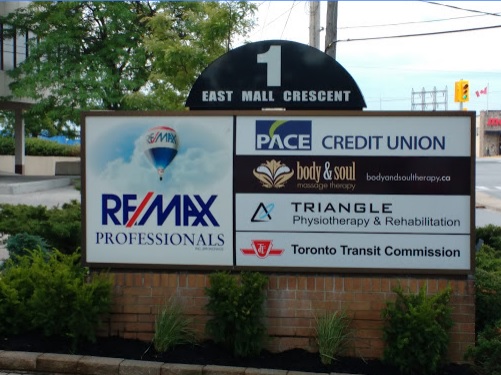 1
EAST MALL CRESCENT
RE/MAX
RE/MAX
PROFESSIONALS
PACE CREDIT UNION
body & soul
massage therapy
bodyandsoultherapy.ca
TRIANGLE
Physiotherapy & Rehabilitation
Toronto Transit Commission